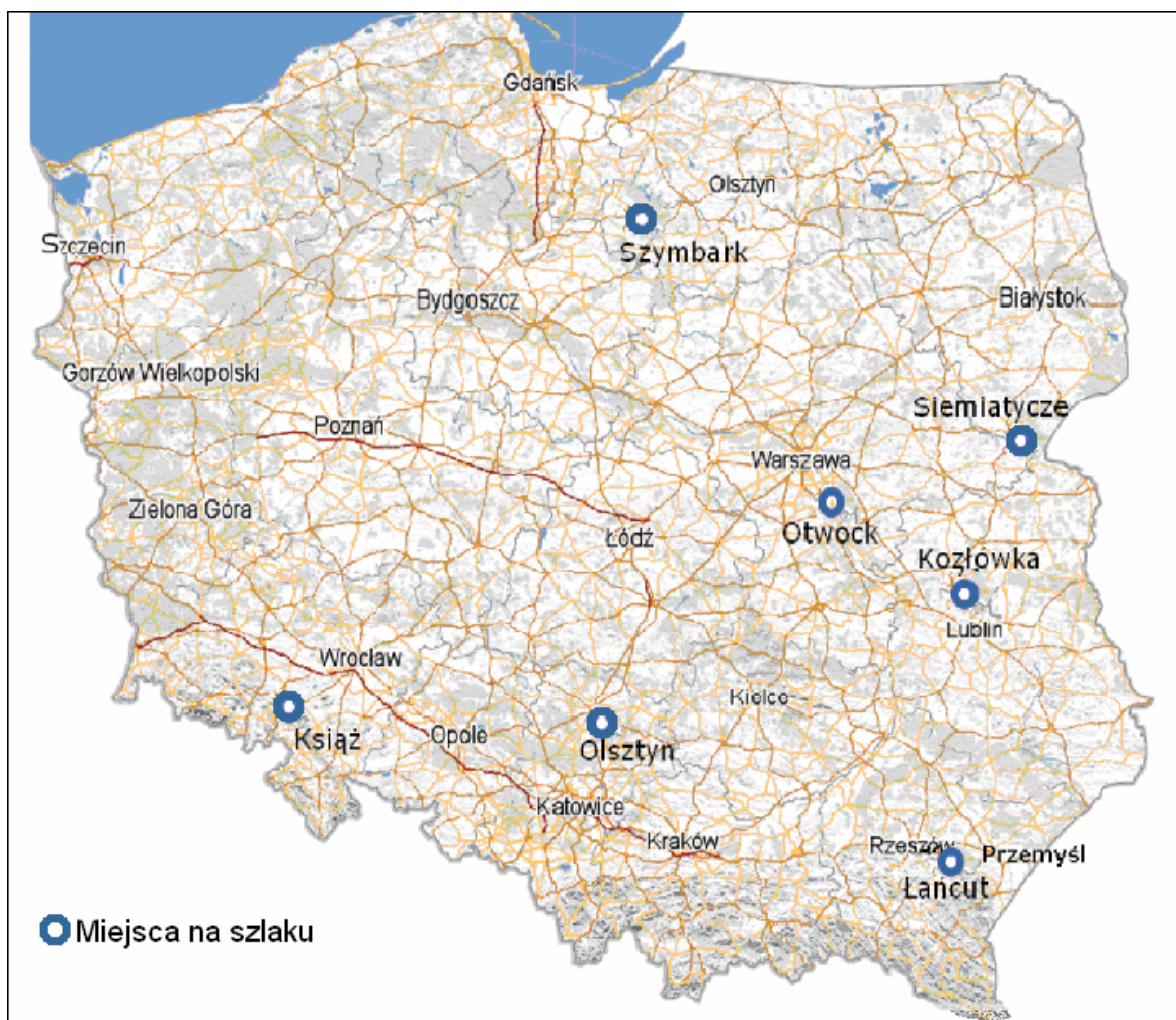 Gdańsk
Olsztyn
Szymbark
Szczecin
Bydgoszcz
Białystok
Gorzów Wielkopolski
Siemiatycze
Poznań
Warszawa
Zielona Góra
Otwock
Łódź
Kozłówka
Lublin
Wrocław
Kielce
Książ
Opole
Olsztyn
Katowice
Kraków
Rzeszów
Przemyśl
Łańcut
Miejsca na szlaku